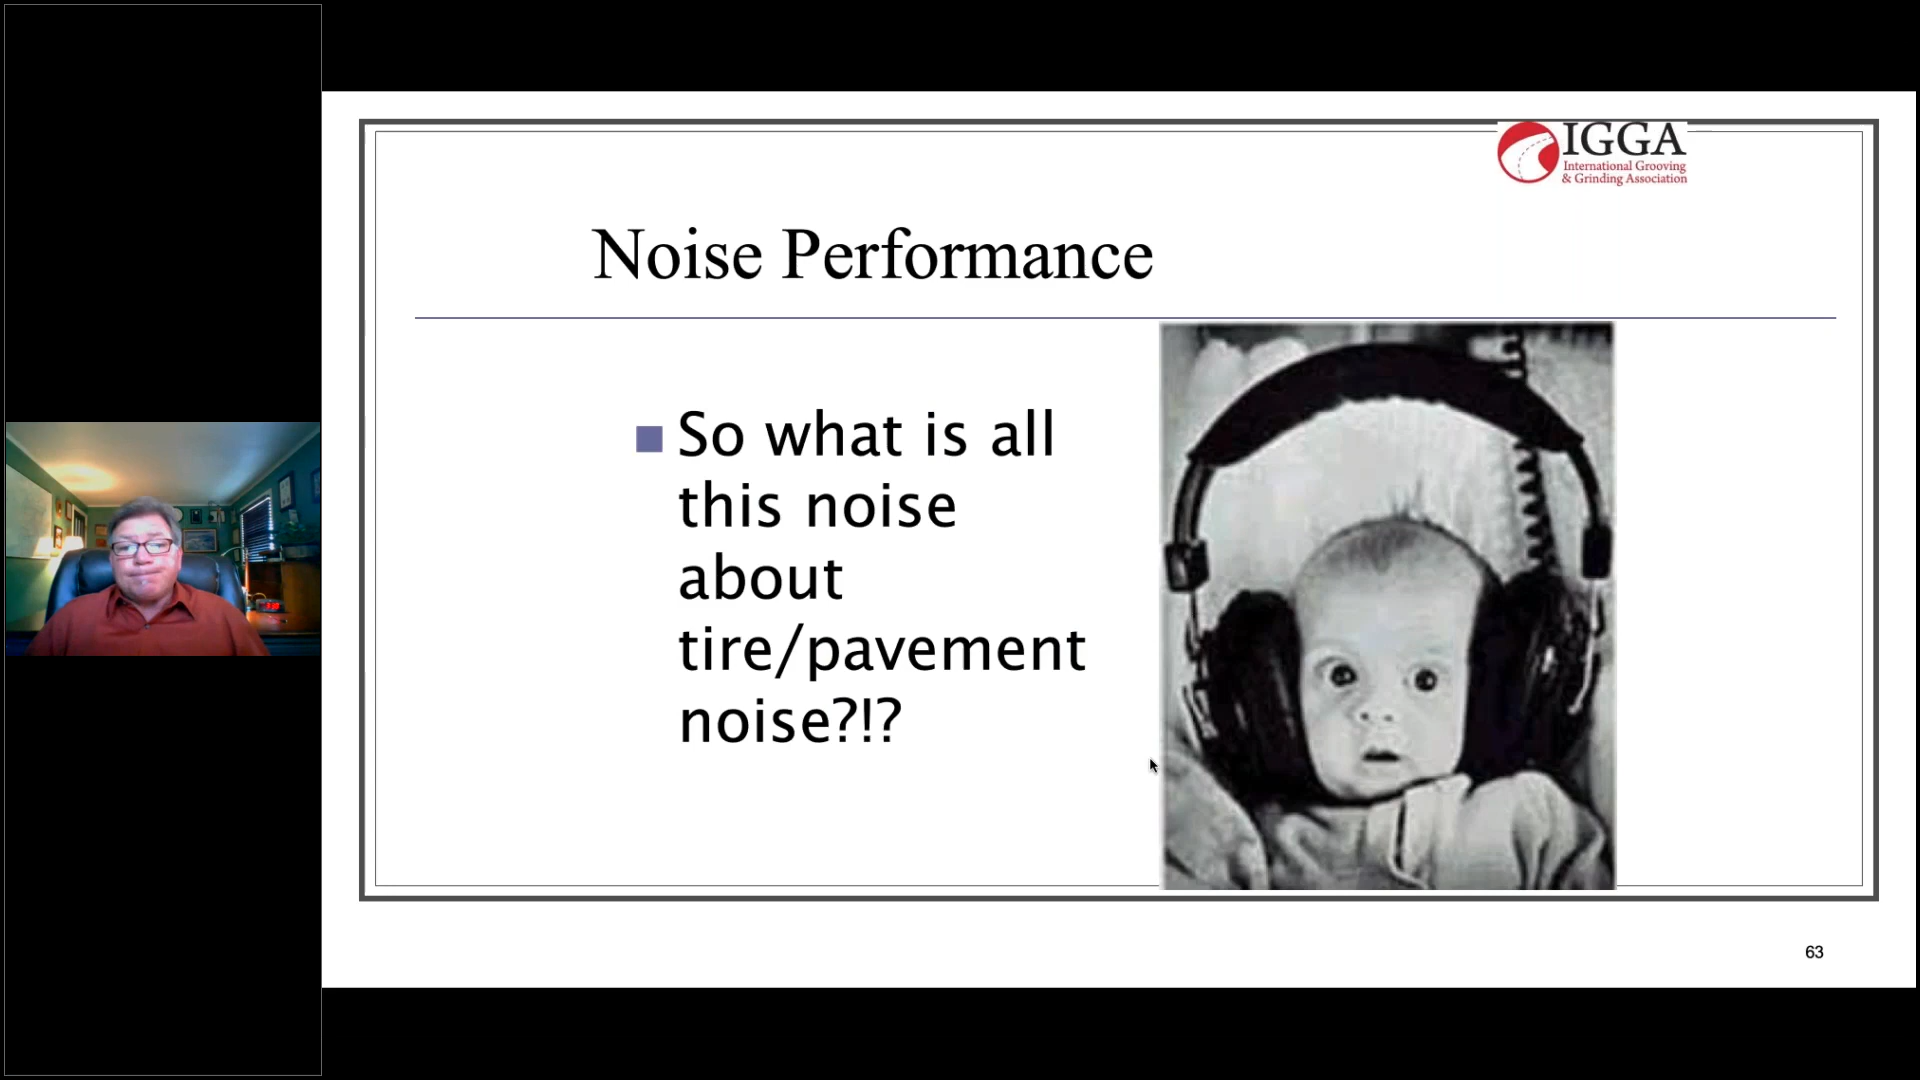 IGGA
International Grooving
& Grinding Association
Noise Performance
So what is all
this noise
about
tire/pavement
noise?!?
63